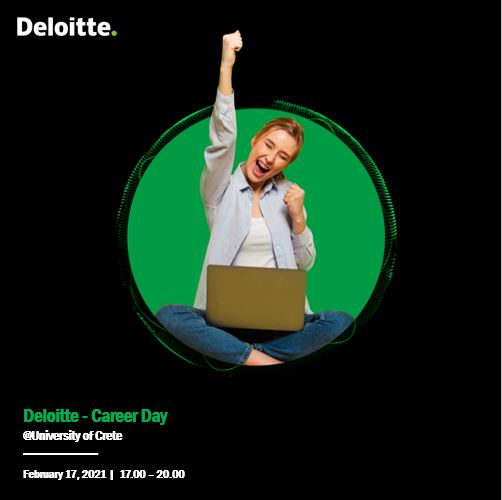 Deloitte.
Deloitte - Career Day
@University of Crete
February 17, 2021 | 17.00 – 20.00